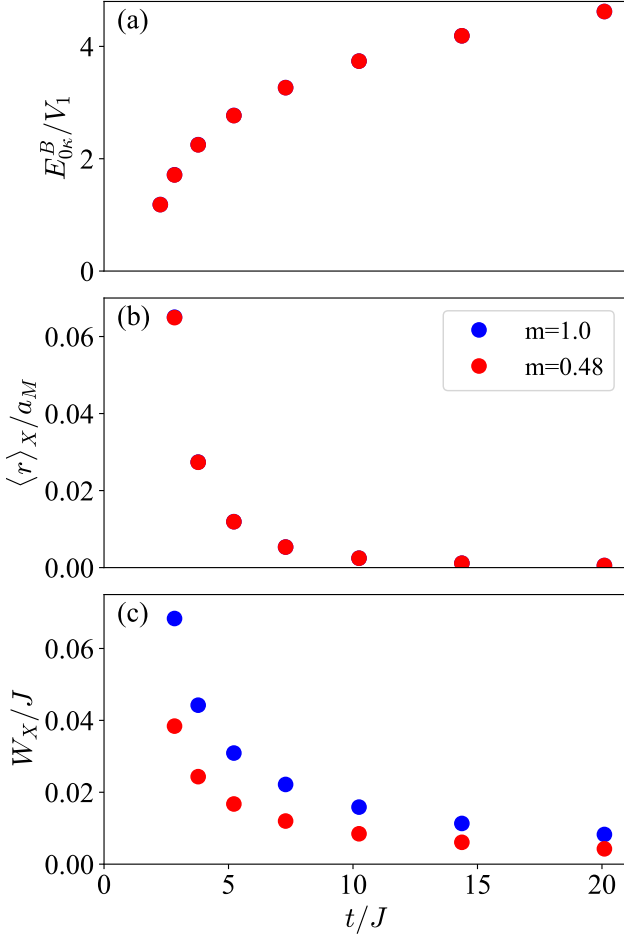 (a)
E^B_{0κ}/V_1
4
2
0
(b)
⟨r⟩_X/a_M
0.06
0.04
0.02
0.00
m=1.0
m=0.48
(c)
W_X/J
0.06
0.04
0.02
0.00
0 5 10 15 20
t/J